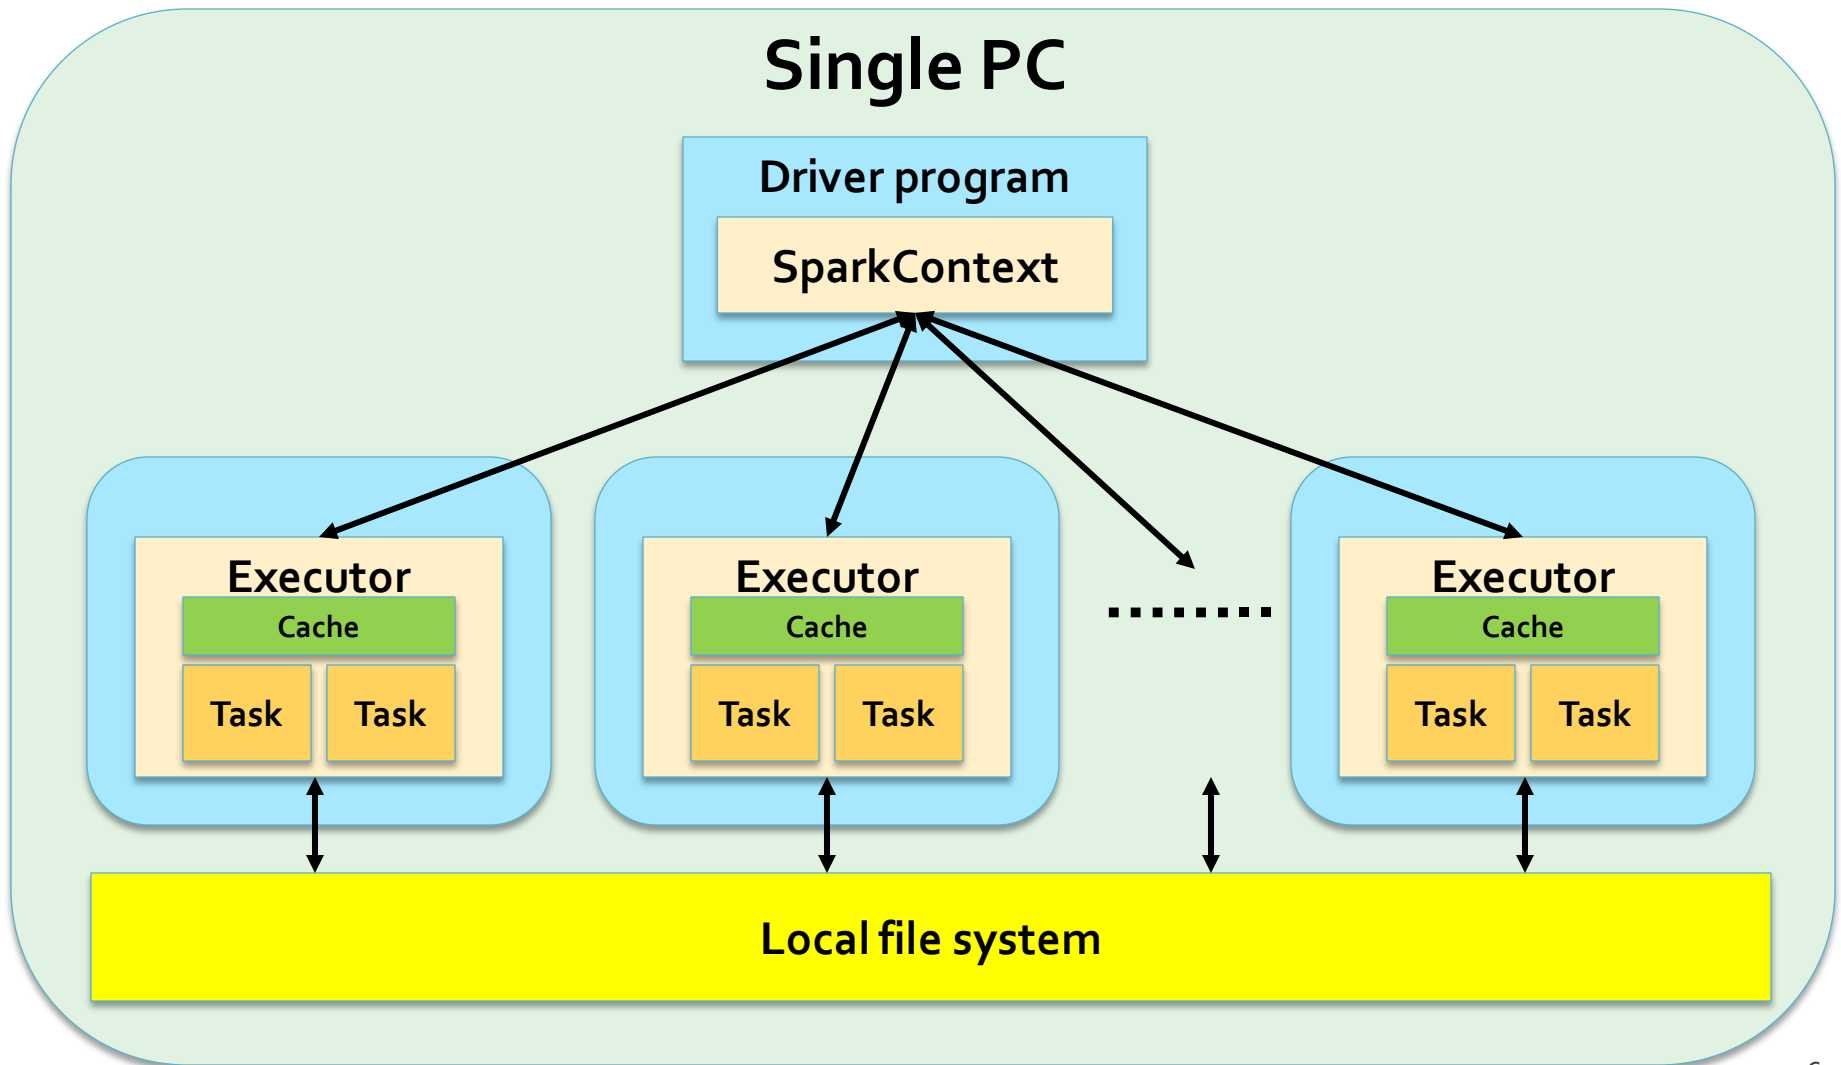 Single PC
Driver program
SparkContext
Executor
Cache
Task Task
Executor
Cache
Task Task
Executor
Cache
Task Task
Local file system